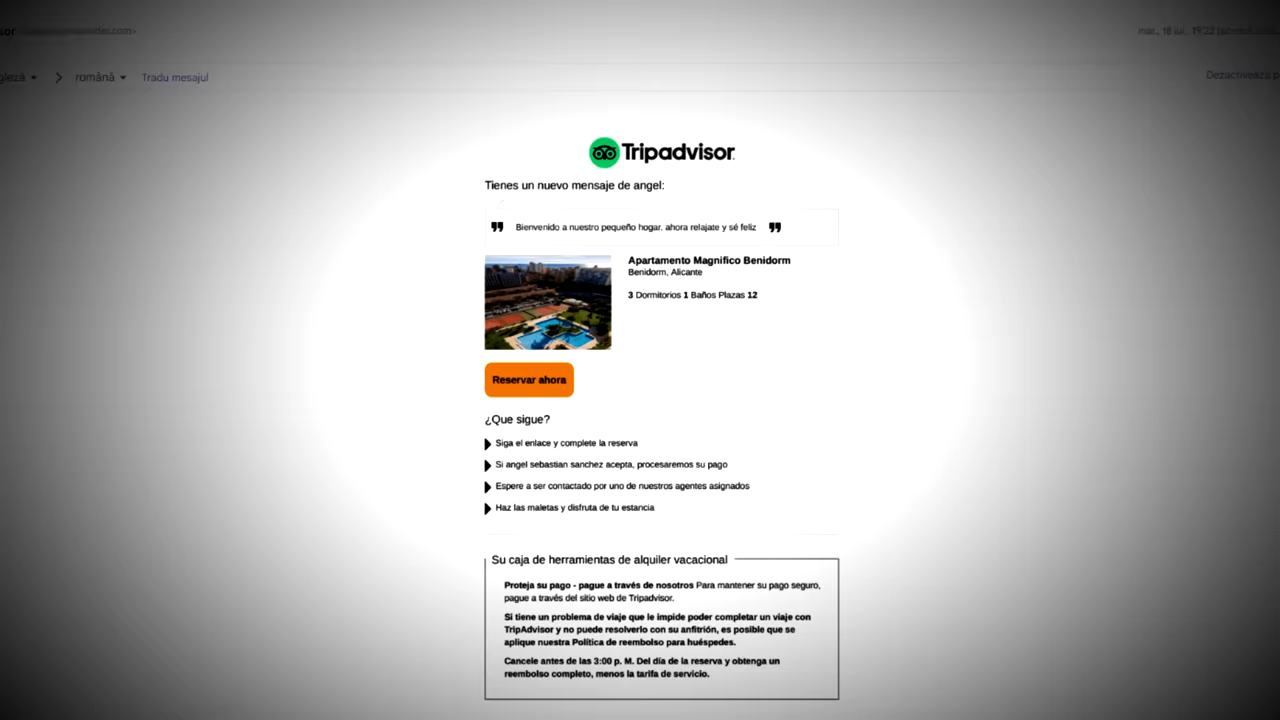 română
Tradu mesajul
Dezactivează
Tripadvisor
Tienes un nuevo mensaje de angel:
Bienvenido a nuestro pequeño hogar. ahora relajate y sé feliz
Apartamento Magnifico Benidorm
Benidorm, Alicante
3 Dormitorios 1 Baños Plazas 12
Reservar ahora
¿Que sigue?
Siga el enlace y complete la reserva
Si angel sebastian sanchez acepta, procesaremos su pago
Espere a ser contactado por uno de nuestros agentes asignados
Haz las maletas y disfruta de tu estancia
Su caja de herramientas de alquiler vacacional
Proteja su pago - pague a través de nosotros Para mantener su pago seguro,
pague a través del sitio web de Tripadvisor.
Si tiene un problema de viaje que le impide poder completar un viaje con
TripAdvisor y no puede resolverlo con su anfitrión, es posible que se
aplique nuestra Política de reembolso para huéspedes.
Cancele antes de las 3:00 p. M. Del día de la reserva y obtenga un
reembolso completo, menos la tarifa de servicio.